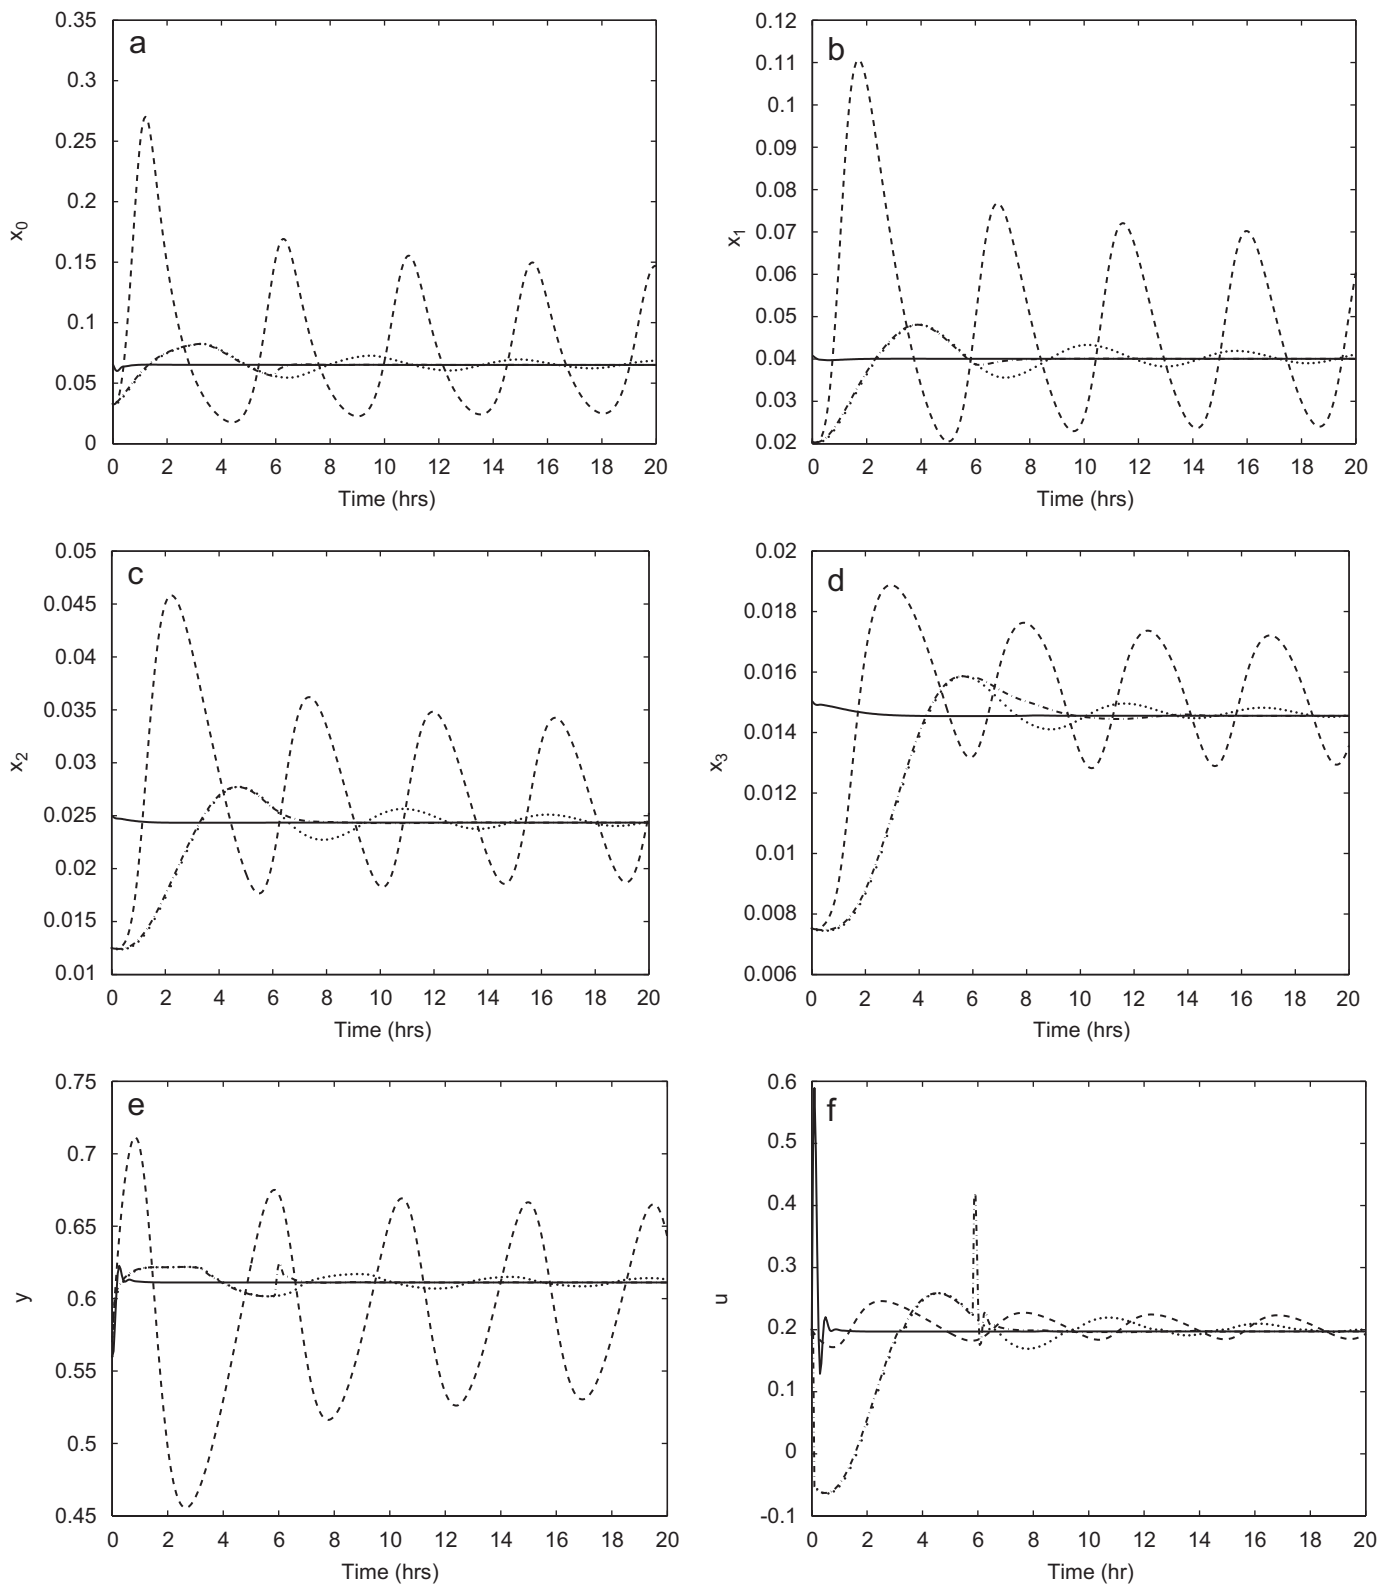 a
0.35
0.3
0.25
0.2
0.15
0.1
0.05
0
x0
0 2 4 6 8 10 12 14 16 18 20
Time (hrs)
b
0.12
0.11
0.1
0.09
0.08
0.07
0.06
0.05
0.04
0.03
0.02
x1
0 2 4 6 8 10 12 14 16 18 20
Time (hrs)
c
0.05
0.045
0.04
0.035
0.03
0.025
0.02
0.015
0.01
x2
0 2 4 6 8 10 12 14 16 18 20
Time (hrs)
d
0.02
0.018
0.016
0.014
0.012
0.01
0.008
0.006
x3
0 2 4 6 8 10 12 14 16 18 20
Time (hrs)
e
0.75
0.7
0.65
0.6
0.55
0.5
0.45
y
0 2 4 6 8 10 12 14 16 18 20
Time (hrs)
f
0.6
0.5
0.4
0.3
0.2
0.1
0
-0.1
u
0 2 4 6 8 10 12 14 16 18 20
Time (hr)